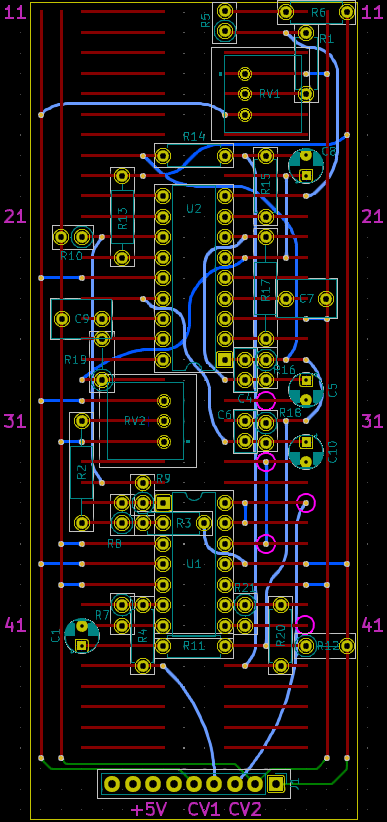 11 R5 R6 11
R1
RV1
R14
C8
R15
R13
21 U2 21
R10
R17
C9 C7
R19
R16
C4 C5
RV2 R18
31 C6 31
C10
R2
R9
R3
R8
U1
R21
R7
41 C1 R4 R20 41
R11 R12
J1
+5V CV1 CV2